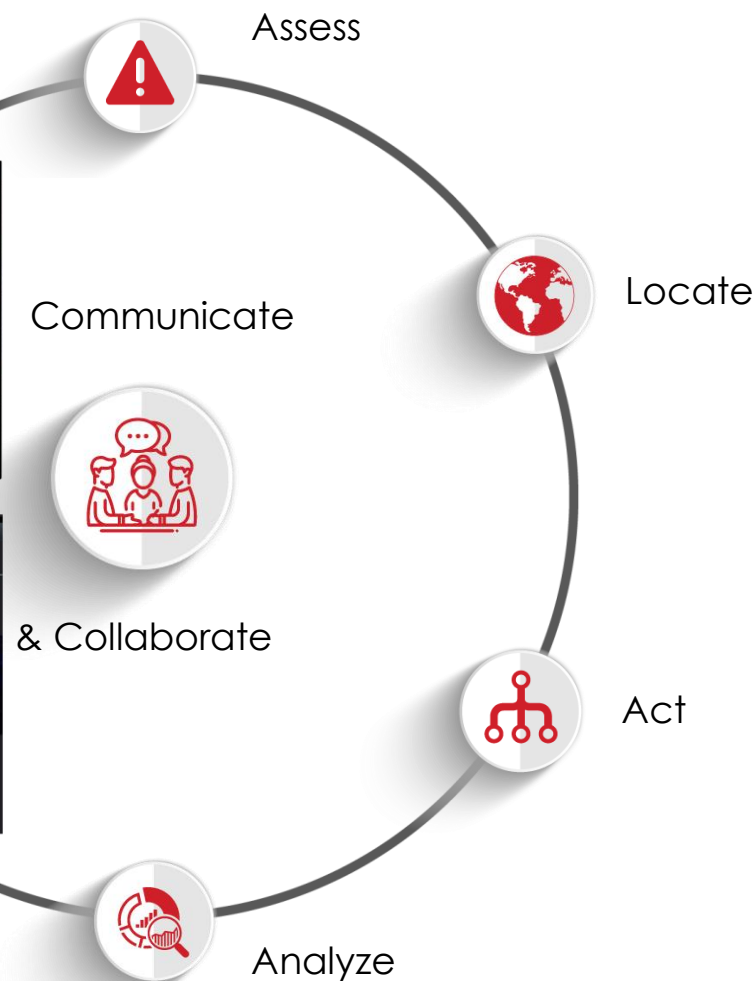 Assess
Locate
Communicate
& Collaborate
Act
Analyze